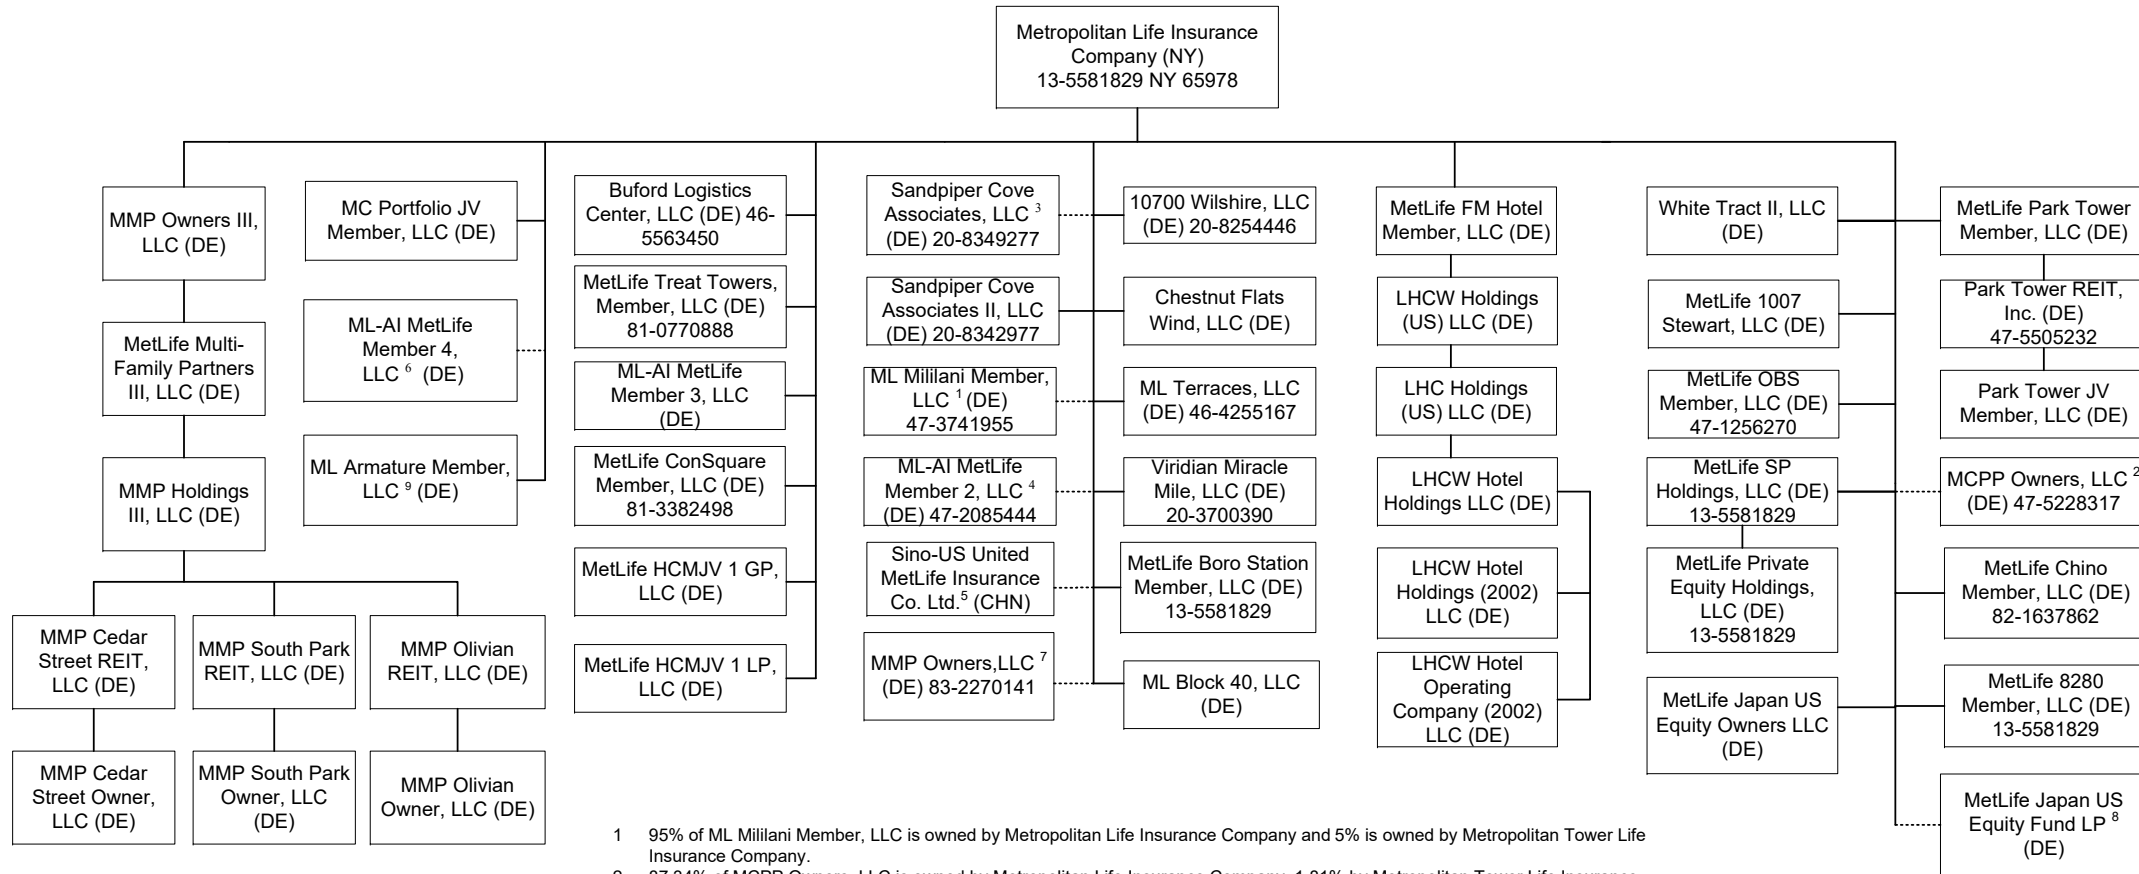 Metropolitan Life Insurance
Company (NY)
13-5581829 NY 65978
MMP Owners III,
LLC (DE)
MetLife Multi-
Family Partners
III, LLC (DE)
MMP Holdings
III, LLC (DE)
MMP Cedar
Street REIT,
LLC (DE)
MMP South Park
REIT, LLC (DE)
MMP Olivian
REIT, LLC (DE)
MMP Cedar
Street Owner,
LLC (DE)
MMP South Park
Owner, LLC
(DE)
MMP Olivian
Owner, LLC (DE)
MC Portfolio JV
Member, LLC (DE)
ML-AI MetLife
Member 4,
LLC 6 (DE)
ML Armature Member,
LLC 9 (DE)
Buford Logistics
Center, LLC (DE) 46-
5563450
MetLife Treat Towers,
Member, LLC (DE)
81-0770888
ML-AI MetLife
Member 3, LLC
(DE)
MetLife ConSquare
Member, LLC (DE)
81-3382498
MetLife HCMJV 1 GP,
LLC (DE)
MetLife HCMJV 1 LP,
LLC (DE)
Sandpiper Cove
Associates, LLC 3
(DE) 20-8349277
Sandpiper Cove
Associates II, LLC
(DE) 20-8342977
ML Mililani Member,
LLC 1 (DE)
47-3741955
ML-AI MetLife
Member 2, LLC 4
(DE) 47-2085444
Sino-US United
MetLife Insurance
Co. Ltd.5 (CHN)
MMP Owners,LLC 7
(DE) 83-2270141
10700 Wilshire, LLC
(DE) 20-8254446
Chestnut Flats
Wind, LLC (DE)
ML Terraces, LLC
(DE) 46-4255167
Viridian Miracle
Mile, LLC (DE)
20-3700390
MetLife Boro Station
Member, LLC (DE)
13-5581829
ML Block 40, LLC
(DE)
MetLife FM Hotel
Member, LLC (DE)
LHCW Holdings
(US) LLC (DE)
LHC Holdings
(US) LLC (DE)
LHCW Hotel
Holdings LLC (DE)
LHCW Hotel
Holdings (2002)
LLC (DE)
LHCW Hotel
Operating
Company (2002)
LLC (DE)
White Tract II, LLC
(DE)
MetLife 1007
Stewart, LLC (DE)
MetLife OBS
Member, LLC (DE)
47-1256270
MetLife SP
Holdings, LLC (DE)
13-5581829
MetLife Private
Equity Holdings,
LLC (DE)
13-5581829
MetLife Japan US
Equity Owners LLC
(DE)
MetLife Park Tower
Member, LLC (DE)
Park Tower REIT,
Inc. (DE)
47-5505232
Park Tower JV
Member, LLC (DE)
MCPP Owners, LLC 2
(DE) 47-5228317
MetLife Chino
Member, LLC (DE)
82-1637862
MetLife 8280
Member, LLC (DE)
13-5581829
MetLife Japan US
Equity Fund LP 8
(DE)
1 95% of ML Mililani Member, LLC is owned by Metropolitan Life Insurance Company and 5% is owned by Metropolitan Tower Life
Insurance Company.